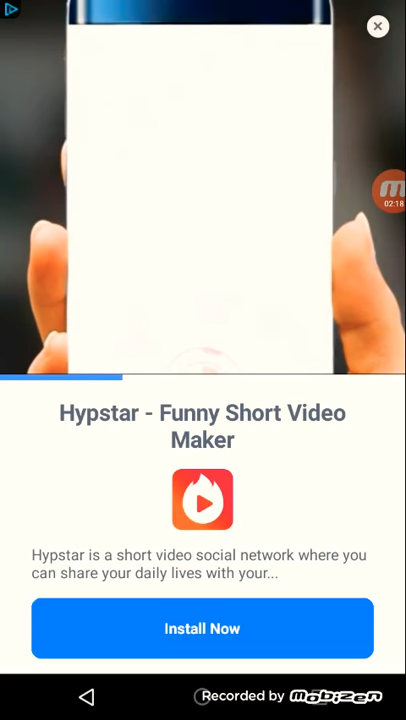 02:18
Hypstar - Funny Short Video
Maker
Hypstar is a short video social network where you
can share your daily lives with your...
Install Now
Recorded by MOBIZEN